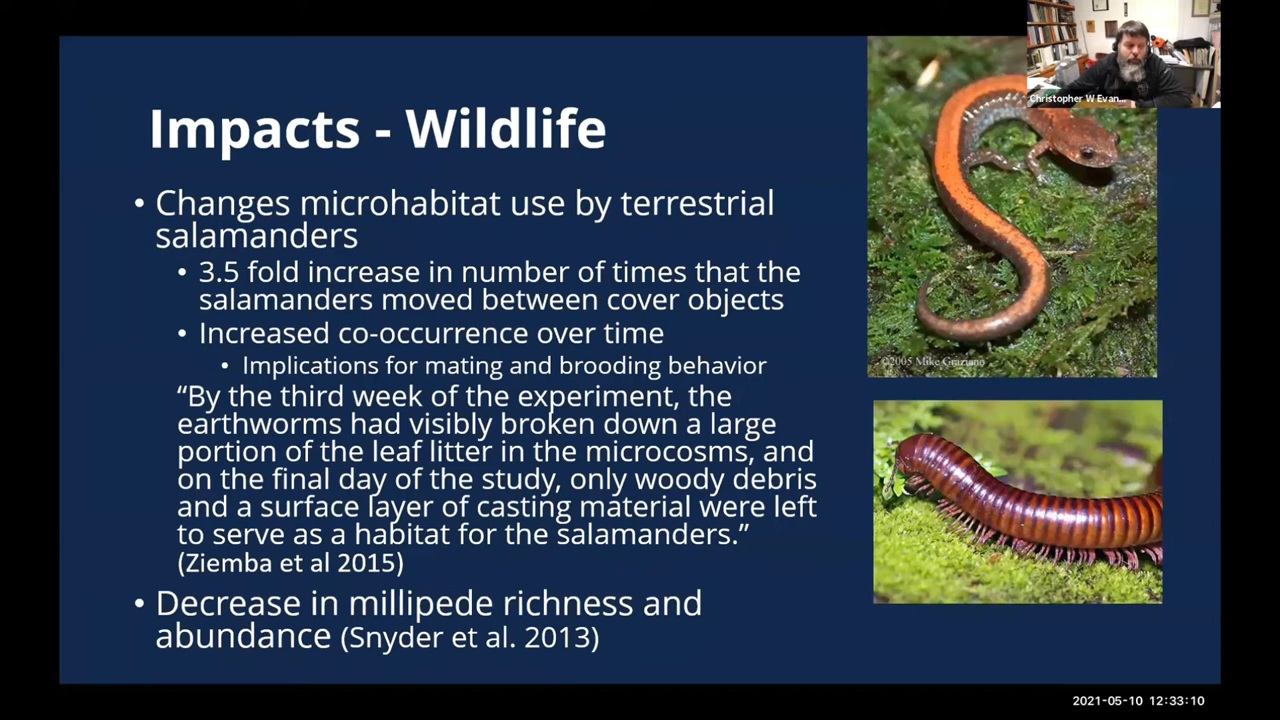 Christopher W Evan...
Impacts - Wildlife
• Changes microhabitat use by terrestrial
salamanders
• 3.5 fold increase in number of times that the
salamanders moved between cover objects
• Increased co-occurrence over time
• Implications for mating and brooding behavior
“By the third week of the experiment, the
earthworms had visibly broken down a large
portion of the leaf litter in the microcosms, and
on the final day of the study, only woody debris
and a surface layer of casting material were left
to serve as a habitat for the salamanders.”
(Ziemba et al 2015)
• Decrease in millipede richness and
abundance (Snyder et al. 2013)
©2005 Mike Graziano
2021-05-10 12:33:10